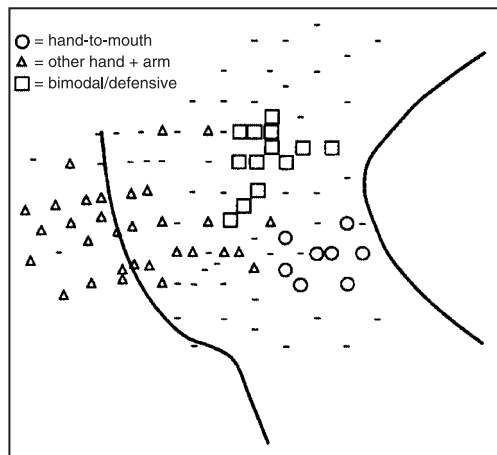 = hand-to-mouth
= other hand + arm
= bimodal/defensive